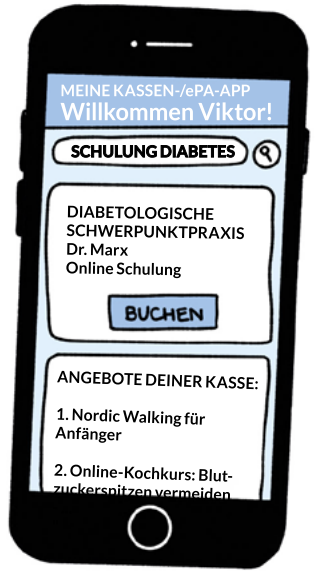 MEINE KASSEN-/ePA-APP
Willkommen Viktor!
SCHULUNG DIABETES
DIABETOLOGISCHE
SCHWERPUNKTPRAXIS
Dr. Marx
Online Schulung
BUCHEN
ANGEBOTE DEINER KASSE:
1. Nordic Walking für
Anfänger
2. Online-Kochkurs: Blut-
zuckerspitzen vermeiden